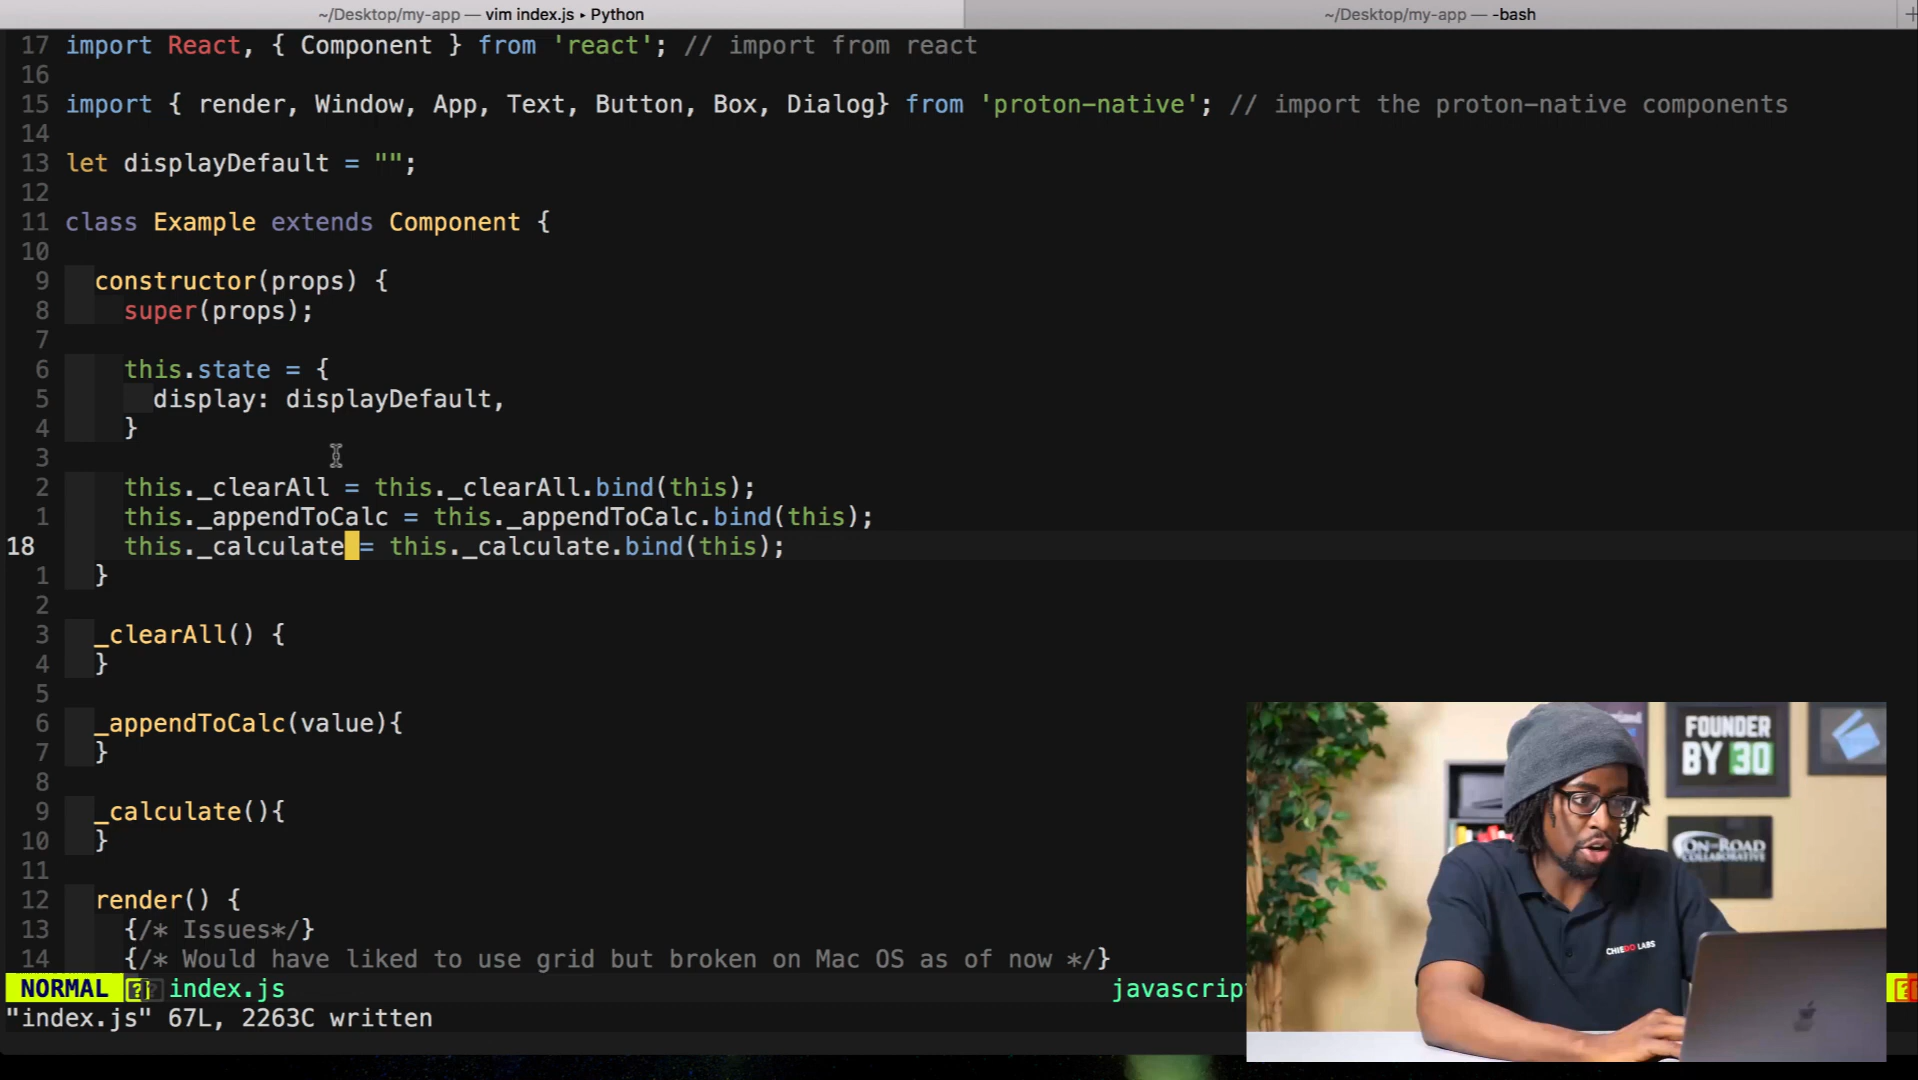 ~/Desktop/my-app — vim index.js ▸ Python
~/Desktop/my-app — -bash
17 import React, { Component } from 'react'; // import from react
16
15 import { render, Window, App, Text, Button, Box, Dialog} from 'proton-native'; // import the proton-native components
14
13 let displayDefault = "";
12
11 class Example extends Component {
10
9 constructor(props) {
8 super(props);
7
6 this.state = {
5 display: displayDefault,
4 }
3
2 this._clearAll = this._clearAll.bind(this);
1 this._appendToCalc = this._appendToCalc.bind(this);
18 this._calculate = this._calculate.bind(this);
1 }
2
3 _clearAll() {
4 }
5
6 _appendToCalc(value){
7 }
8
9 _calculate(){
10 }
11
12 render() {
13 {/* Issues*/}
14 {/* Would have liked to use grid but broken on Mac OS as of now */}
NORMAL index.js javascrip
"index.js" 67L, 2263C written
FOUNDER
BY 30
ON-ROAD
COLLABORATIVE
CHIEDO LABS